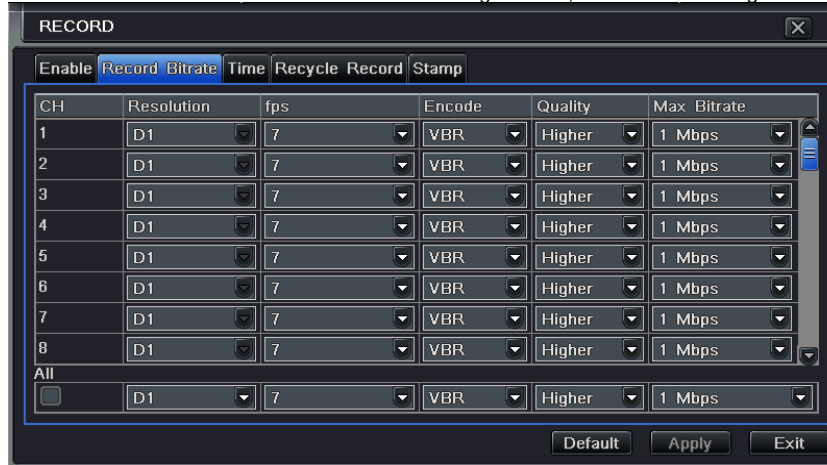 RECORD
Enable Record Bitrate Time Recycle Record Stamp
CH Resolution fps Encode Quality Max Bitrate
1 D1 7 VBR Higher 1 Mbps
2 D1 7 VBR Higher 1 Mbps
3 D1 7 VBR Higher 1 Mbps
4 D1 7 VBR Higher 1 Mbps
5 D1 7 VBR Higher 1 Mbps
6 D1 7 VBR Higher 1 Mbps
7 D1 7 VBR Higher 1 Mbps
8 D1 7 VBR Higher 1 Mbps
All
D1 7 VBR Higher 1 Mbps
Default Apply Exit